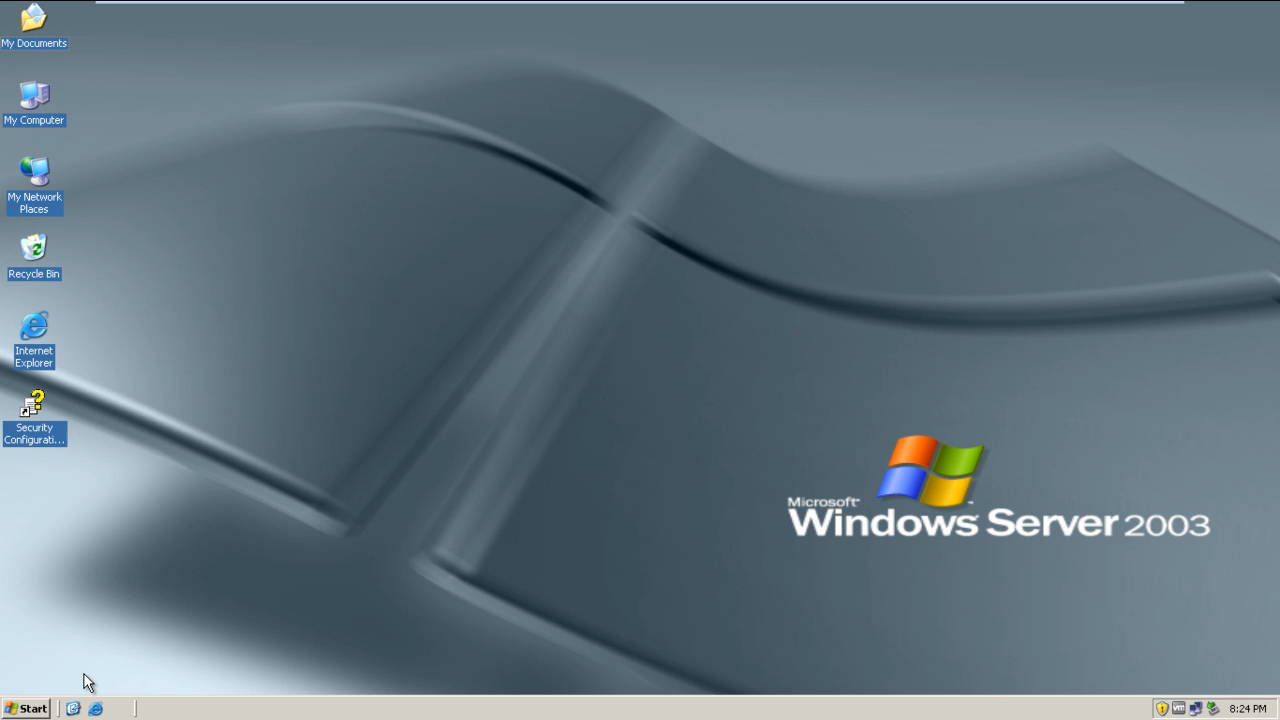 My Documents
My Computer
My Network
Places
Recycle Bin
Internet
Explorer
Security
Configurati...
Microsoft
Windows Server 2003
Start
8:24 PM